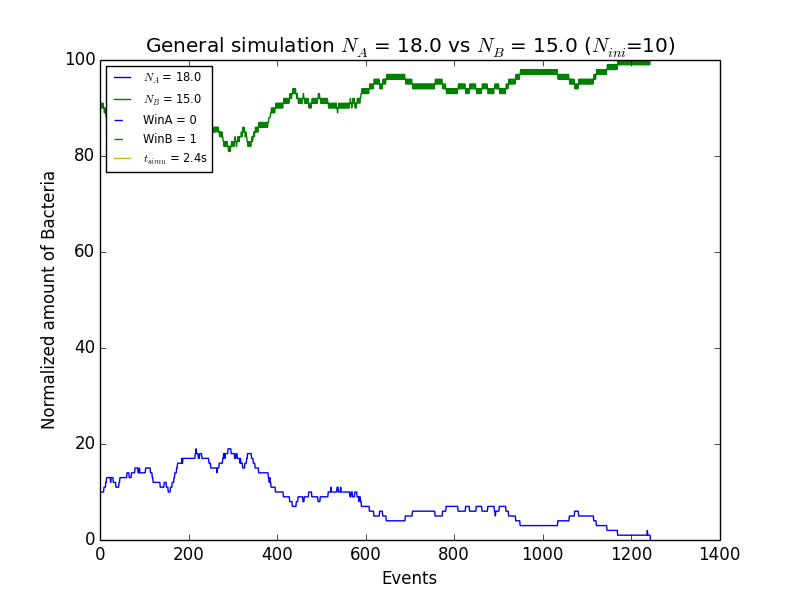 General simulation N_A = 18.0 vs N_B = 15.0 (N_ini=10)
100
80
60
40
20
0
Normalized amount of Bacteria
N_A = 18.0
N_B = 15.0
WinA = 0
WinB = 1
t_simu = 2.4s
0 200 400 600 800 1000 1200 1400
Events